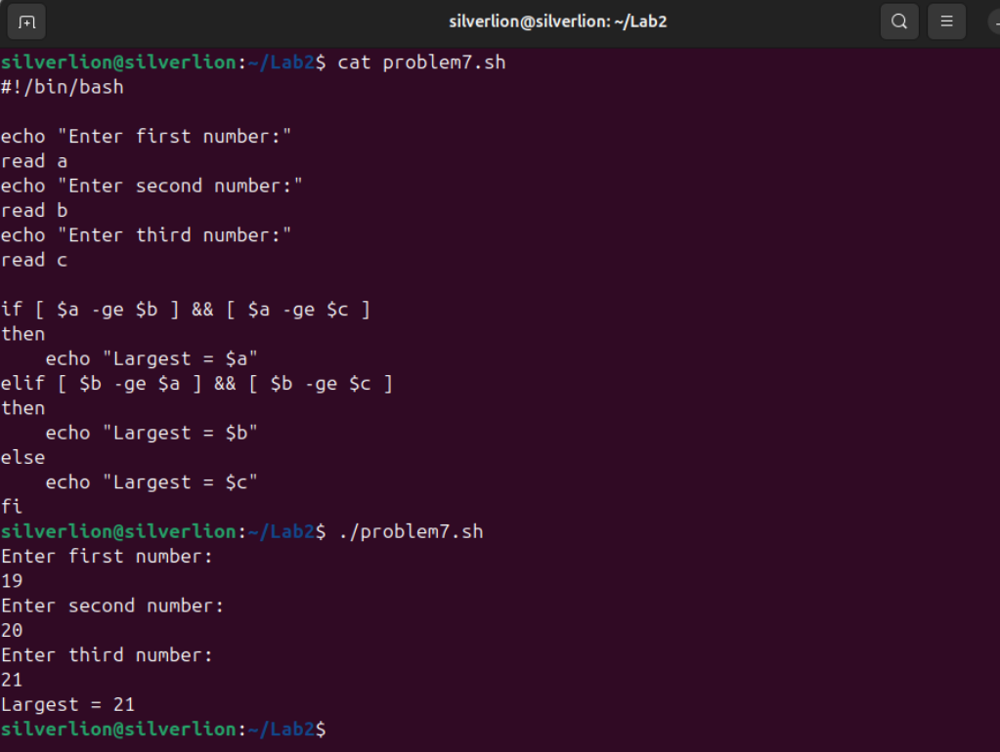 silverlion@silverlion: ~/Lab2
silverlion@silverlion:~/Lab2$ cat problem7.sh
#!/bin/bash

echo "Enter first number:"
read a
echo "Enter second number:"
read b
echo "Enter third number:"
read c

if [ $a -ge $b ] && [ $a -ge $c ]
then
    echo "Largest = $a"
elif [ $b -ge $a ] && [ $b -ge $c ]
then
    echo "Largest = $b"
else
    echo "Largest = $c"
fi
silverlion@silverlion:~/Lab2$ ./problem7.sh
Enter first number:
19
Enter second number:
20
Enter third number:
21
Largest = 21
silverlion@silverlion:~/Lab2$